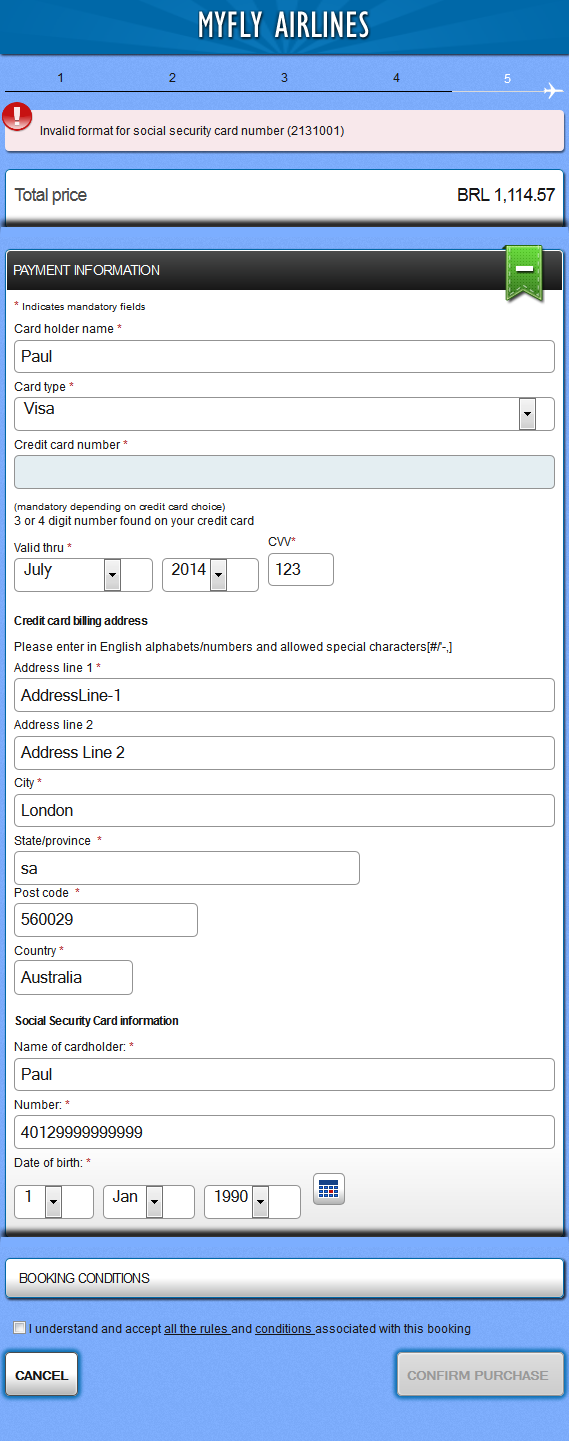 MYFLY AIRLINES
1 2 3 4 5
Invalid format for social security card number (2131001)
Total price BRL 1,114.57
PAYMENT INFORMATION
* Indicates mandatory fields
Card holder name *
Paul
Card type *
Visa
Credit card number *
(mandatory depending on credit card choice)
3 or 4 digit number found on your credit card
Valid thru * CVV*
July 2014 123
Credit card billing address
Please enter in English alphabets/numbers and allowed special characters[#/'-,]
Address line 1 *
AddressLine-1
Address line 2
Address Line 2
City *
London
State/province *
sa
Post code *
560029
Country *
Australia
Social Security Card information
Name of cardholder: *
Paul
Number: *
40129999999999
Date of birth: *
1 Jan 1990
BOOKING CONDITIONS
I understand and accept all the rules and conditions associated with this booking
CANCEL CONFIRM PURCHASE